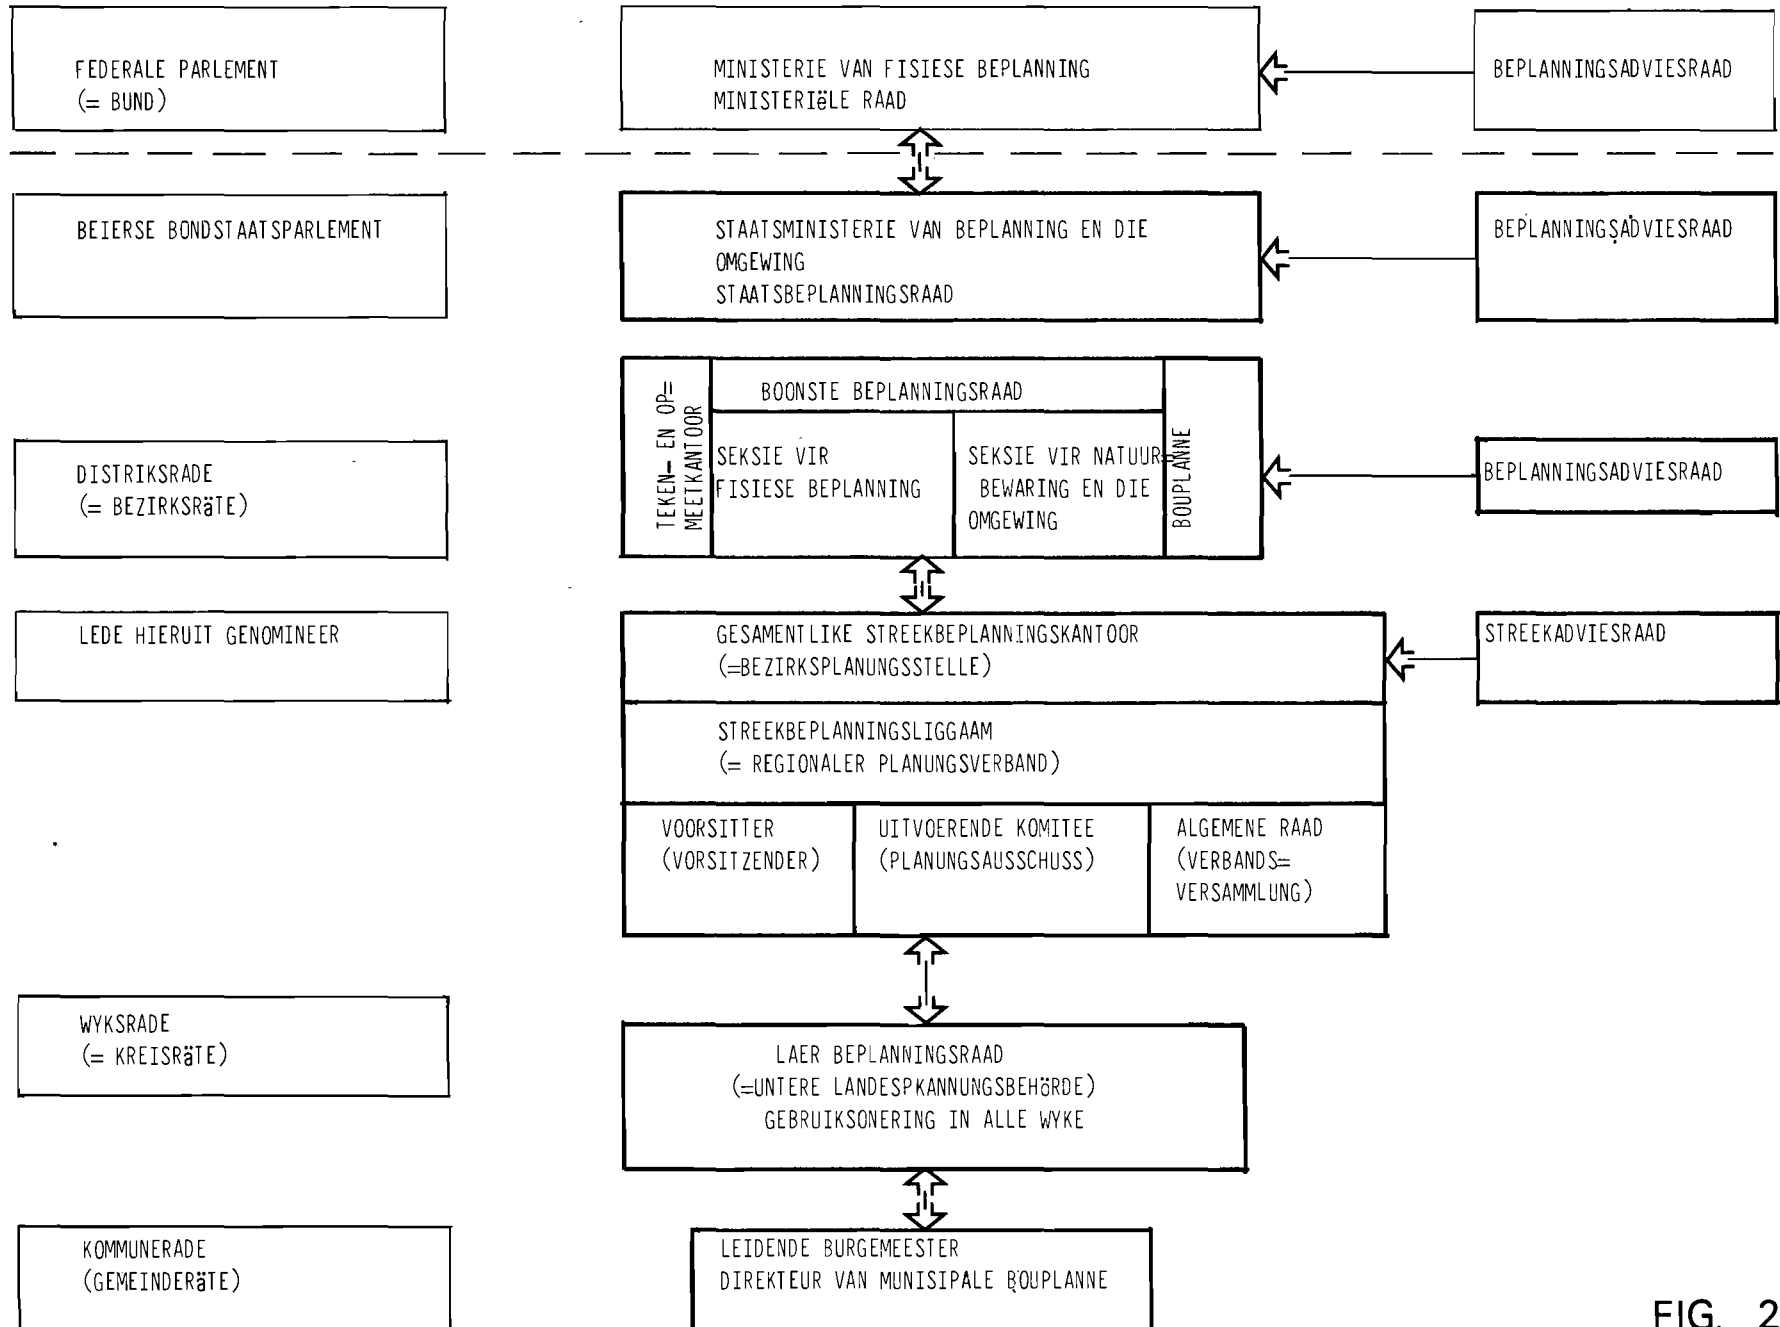 FEDERALE PARLEMENT
(= BUND)
MINISTERIE VAN FISIESE BEPLANNING
MINISTERIëLE RAAD
BEPLANNINGSADVIESRAAD
BEIERSE BONDSTAATSPARLEMENT
STAATSMINISTERIE VAN BEPLANNING EN DIE
OMGEWING
STAATSBEPLANNINGSRAAD
BEPLANNINGSADVIESRAAD
DISTRIKSRADE
(= BEZIRKSRäTE)
TEKEN- EN OP=
MEETKANTOOR
BOONSTE BEPLANNINGSRAAD
SEKSIE VIR
FISIESE BEPLANNING
SEKSIE VIR NATUUR=
BEWARING EN DIE
OMGEWING
BOUPLANNE
BEPLANNINGSADVIESRAAD
LEDE HIERUIT GENOMINEER
GESAMENTLIKE STREEKBEPLANNINGSKANTOOR
(=BEZIRKSPLANUNGSSTELLE)
STREEKADVIESRAAD
STREEKBEPLANNINGSLIGGAAM
(= REGIONALER PLANUNGSVERBAND)
VOORSITTER
(VORSITZENDER)
UITVOERENDE KOMITEE
(PLANUNGSAUSSCHUSS)
ALGEMENE RAAD
(VERBANDS=
VERSAMMLUNG)
WYKSRADE
(= KREISRäTE)
LAER BEPLANNINGSRAAD
(=UNTERE LANDESPKANNUNGSBEHöRDE)
GEBRUIKSONERING IN ALLE WYKE
KOMMUNERADE
(GEMEINDERäTE)
LEIDENDE BURGEMEESTER
DIREKTEUR VAN MUNISIPALE BOUPLANNE
FIG. 2